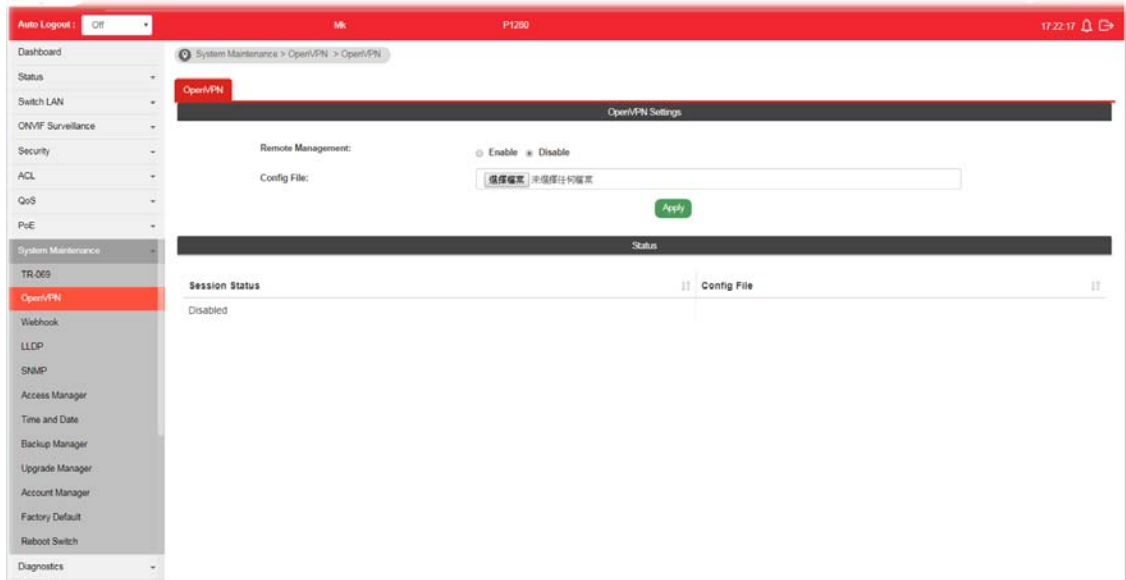 Auto Logout : Off Mk P1280 17:22:17
Dashboard
Status
Switch LAN
ONVIF Surveillance
Security
ACL
QoS
PoE
System Maintenance
TR-069
OpenVPN
Webhook
LLDP
SNMP
Access Manager
Time and Date
Backup Manager
Upgrade Manager
Account Manager
Factory Default
Reboot Switch
Diagnostics
System Maintenance > OpenVPN > OpenVPN
OpenVPN
OpenVPN Settings
Remote Management: Enable Disable
Config File: 選擇檔案 未選擇任何檔案
Apply
Status
Session Status Config File
Disabled